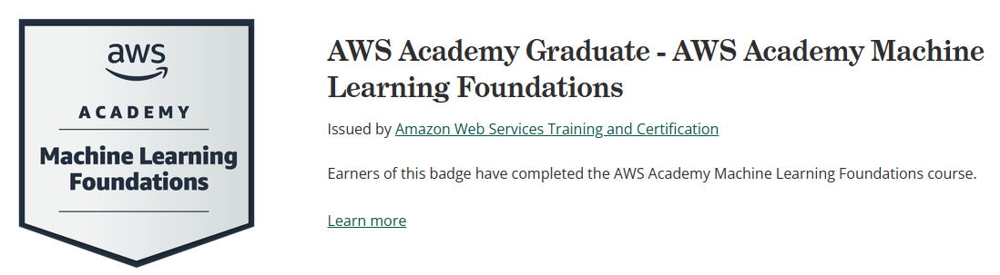 aws
ACADEMY
Machine Learning
Foundations
AWS Academy Graduate - AWS Academy Machine
Learning Foundations
Issued by Amazon Web Services Training and Certification
Earners of this badge have completed the AWS Academy Machine Learning Foundations course.
Learn more